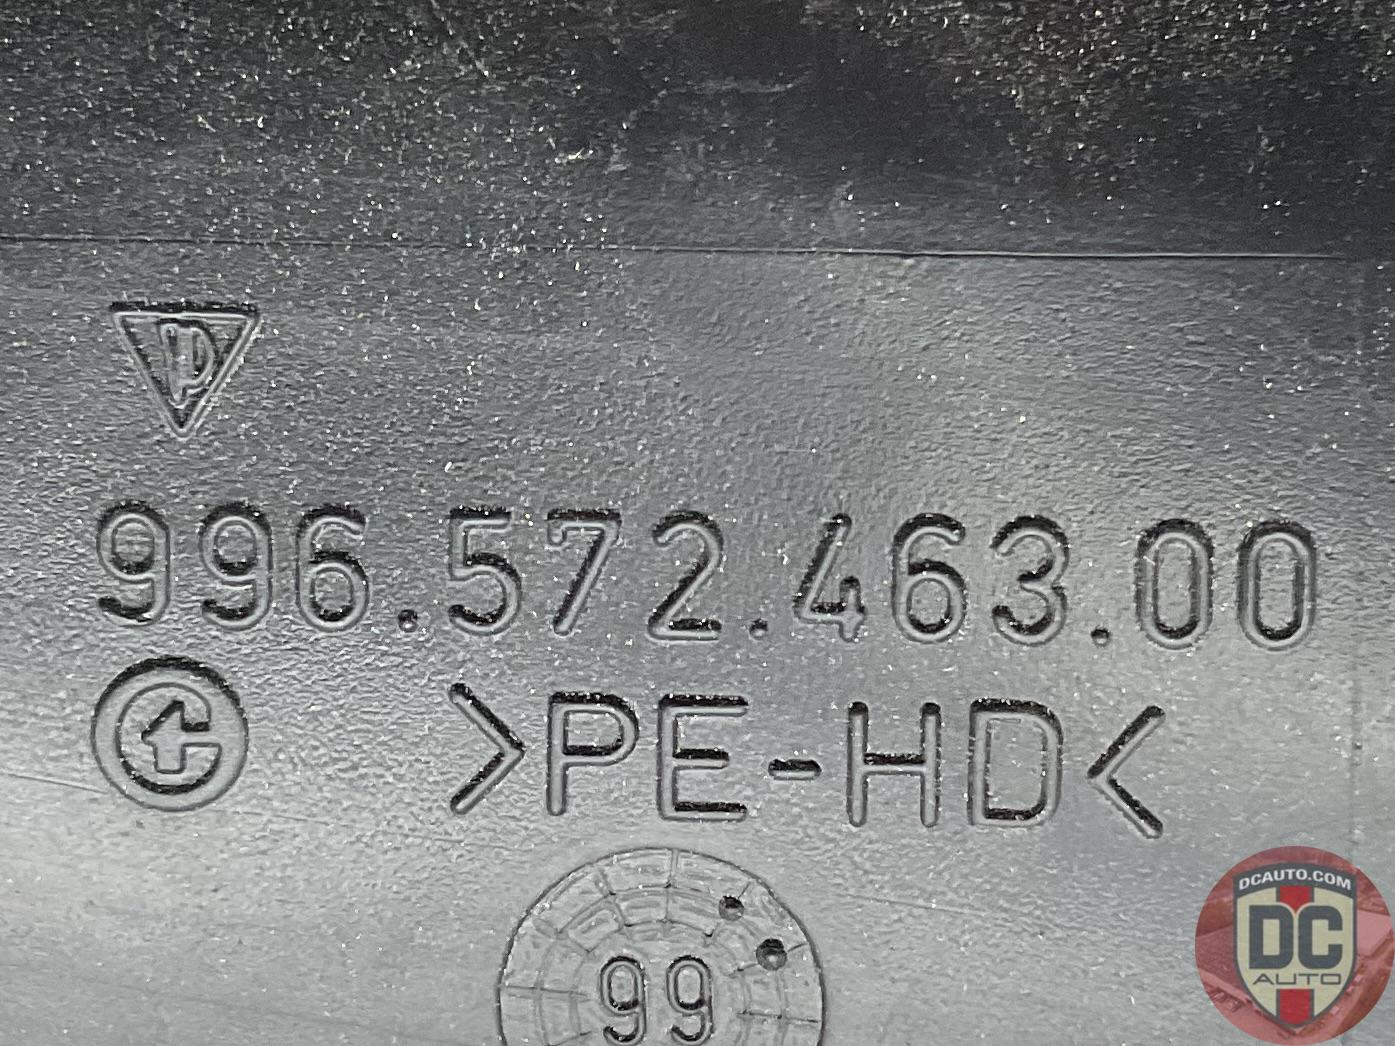 P
996.572.463.00
>PE-HD<
99
DCAUTO.COM
DC
AUTO